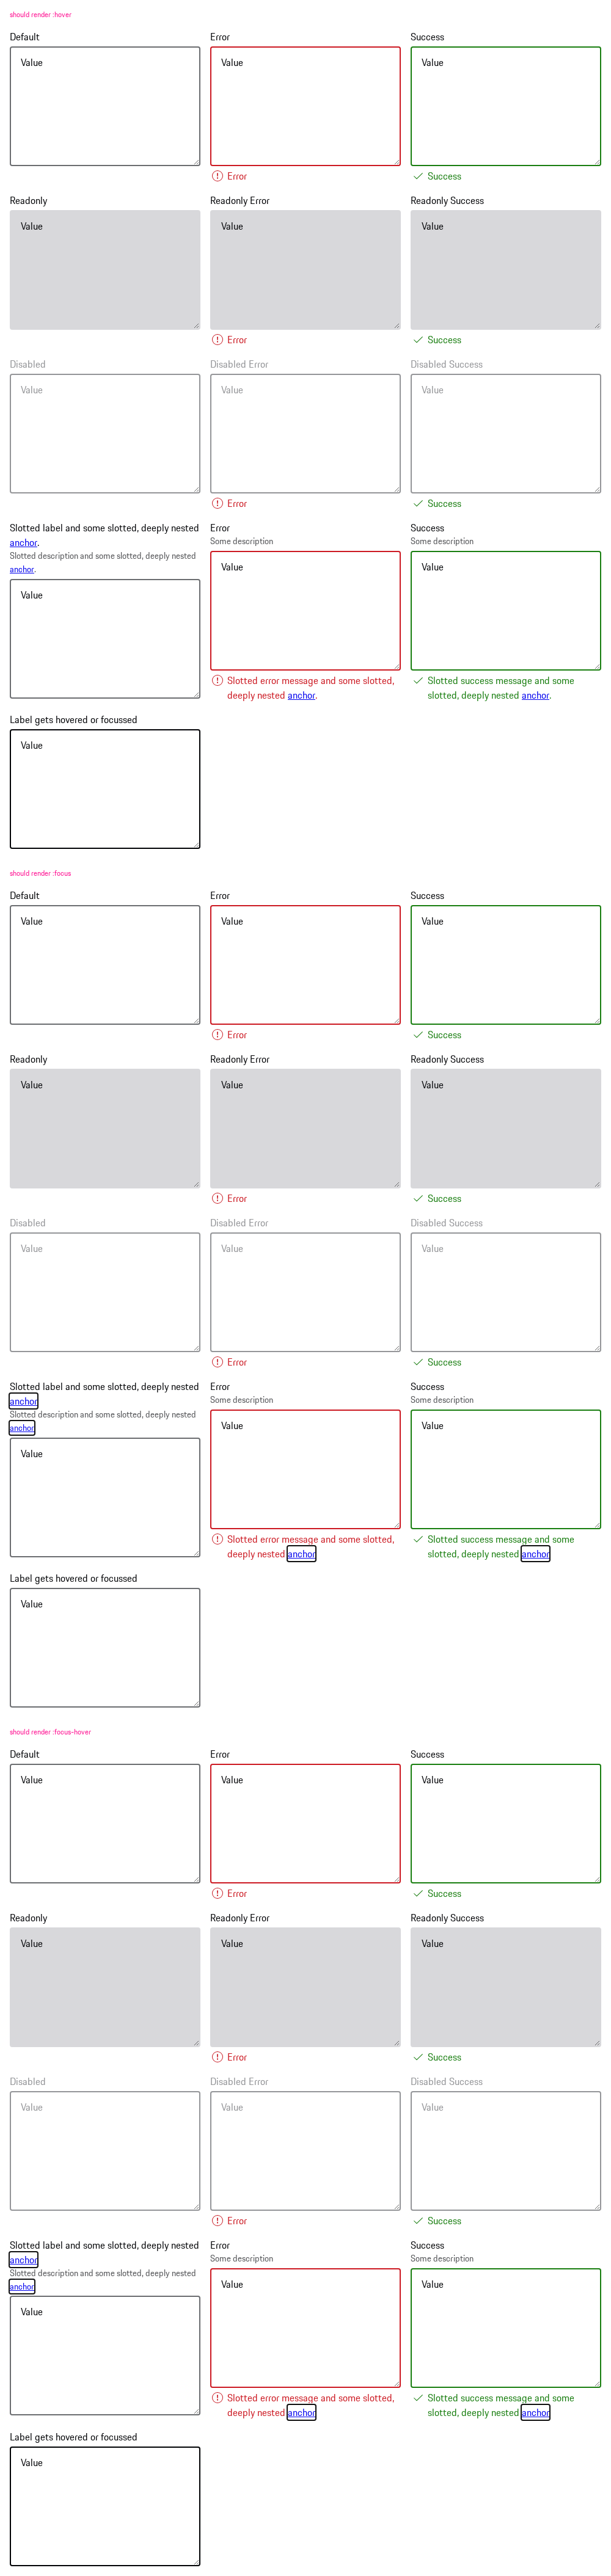 should render :hover
Default Error Success
Value Value Value
Error Success
Readonly Readonly Error Readonly Success
Value Value Value
Error Success
Disabled Disabled Error Disabled Success
Value Value Value
Error Success
Slotted label and some slotted, deeply nested
anchor.
Slotted description and some slotted, deeply nested
anchor.
Value
Error
Some description
Value
Slotted error message and some slotted,
deeply nested anchor.
Success
Some description
Value
Slotted success message and some
slotted, deeply nested anchor.
Label gets hovered or focussed
Value
should render :focus
Default Error Success
Value Value Value
Error Success
Readonly Readonly Error Readonly Success
Value Value Value
Error Success
Disabled Disabled Error Disabled Success
Value Value Value
Error Success
Slotted label and some slotted, deeply nested
anchor
Slotted description and some slotted, deeply nested
anchor
Value
Error
Some description
Value
Slotted error message and some slotted,
deeply nested anchor
Success
Some description
Value
Slotted success message and some
slotted, deeply nested anchor
Label gets hovered or focussed
Value
should render :focus-hover
Default Error Success
Value Value Value
Error Success
Readonly Readonly Error Readonly Success
Value Value Value
Error Success
Disabled Disabled Error Disabled Success
Value Value Value
Error Success
Slotted label and some slotted, deeply nested
anchor
Slotted description and some slotted, deeply nested
anchor
Value
Error
Some description
Value
Slotted error message and some slotted,
deeply nested anchor
Success
Some description
Value
Slotted success message and some
slotted, deeply nested anchor
Label gets hovered or focussed
Value